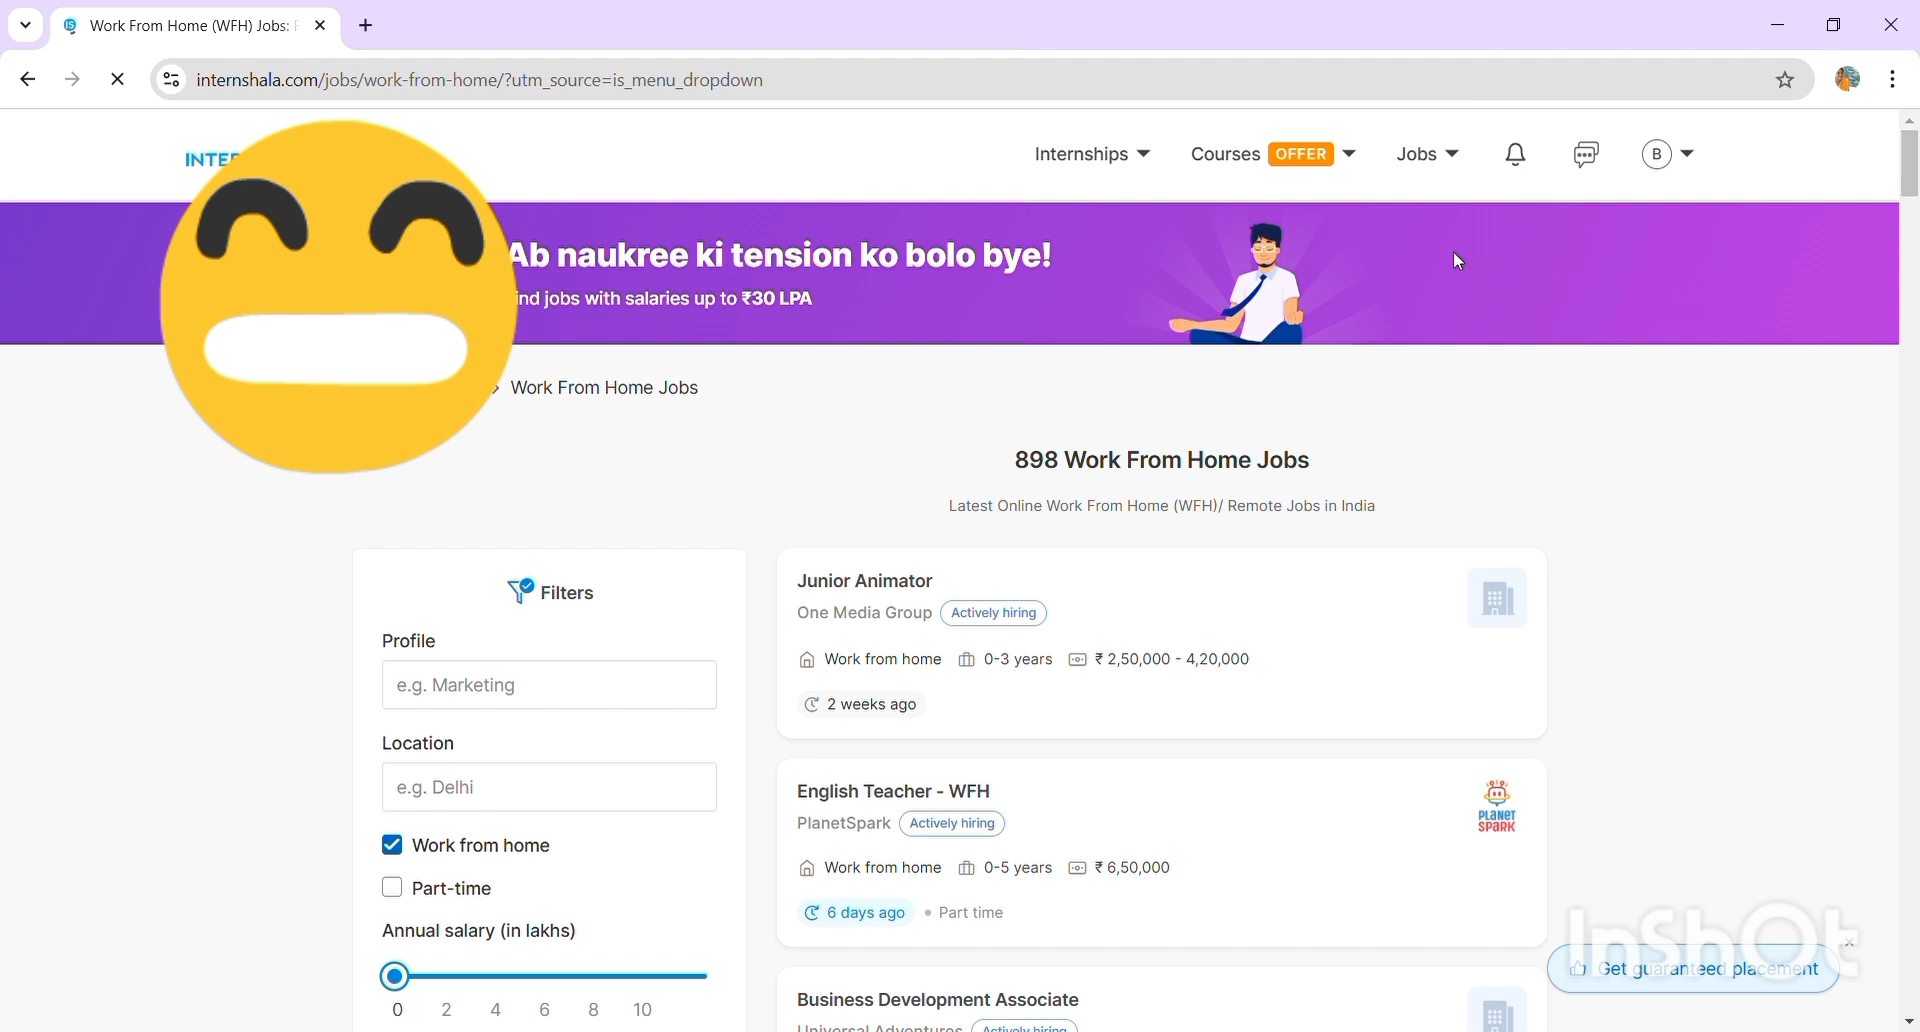 Work From Home (WFH) Jobs:
internshala.com/jobs/work-from-home/?utm_source=is_menu_dropdown
Internships
Courses OFFER
Jobs
B
Ab naukree ki tension ko bolo bye!
jobs with salaries up to ₹30 LPA
Work From Home Jobs
898 Work From Home Jobs
Latest Online Work From Home (WFH)/ Remote Jobs in India
Filters
Profile
e.g. Marketing
Location
e.g. Delhi
Work from home
Part-time
Annual salary (in lakhs)
0 2 4 6 8 10
Junior Animator
One Media Group Actively hiring
Work from home 0-3 years ₹ 2,50,000 - 4,20,000
2 weeks ago
English Teacher - WFH
PlanetSpark Actively hiring
PLANET
SPARK
Work from home 0-5 years ₹ 6,50,000
6 days ago • Part time
Business Development Associate
Universal Adventures Actively hiring
Get guaranteed placement
InShOt